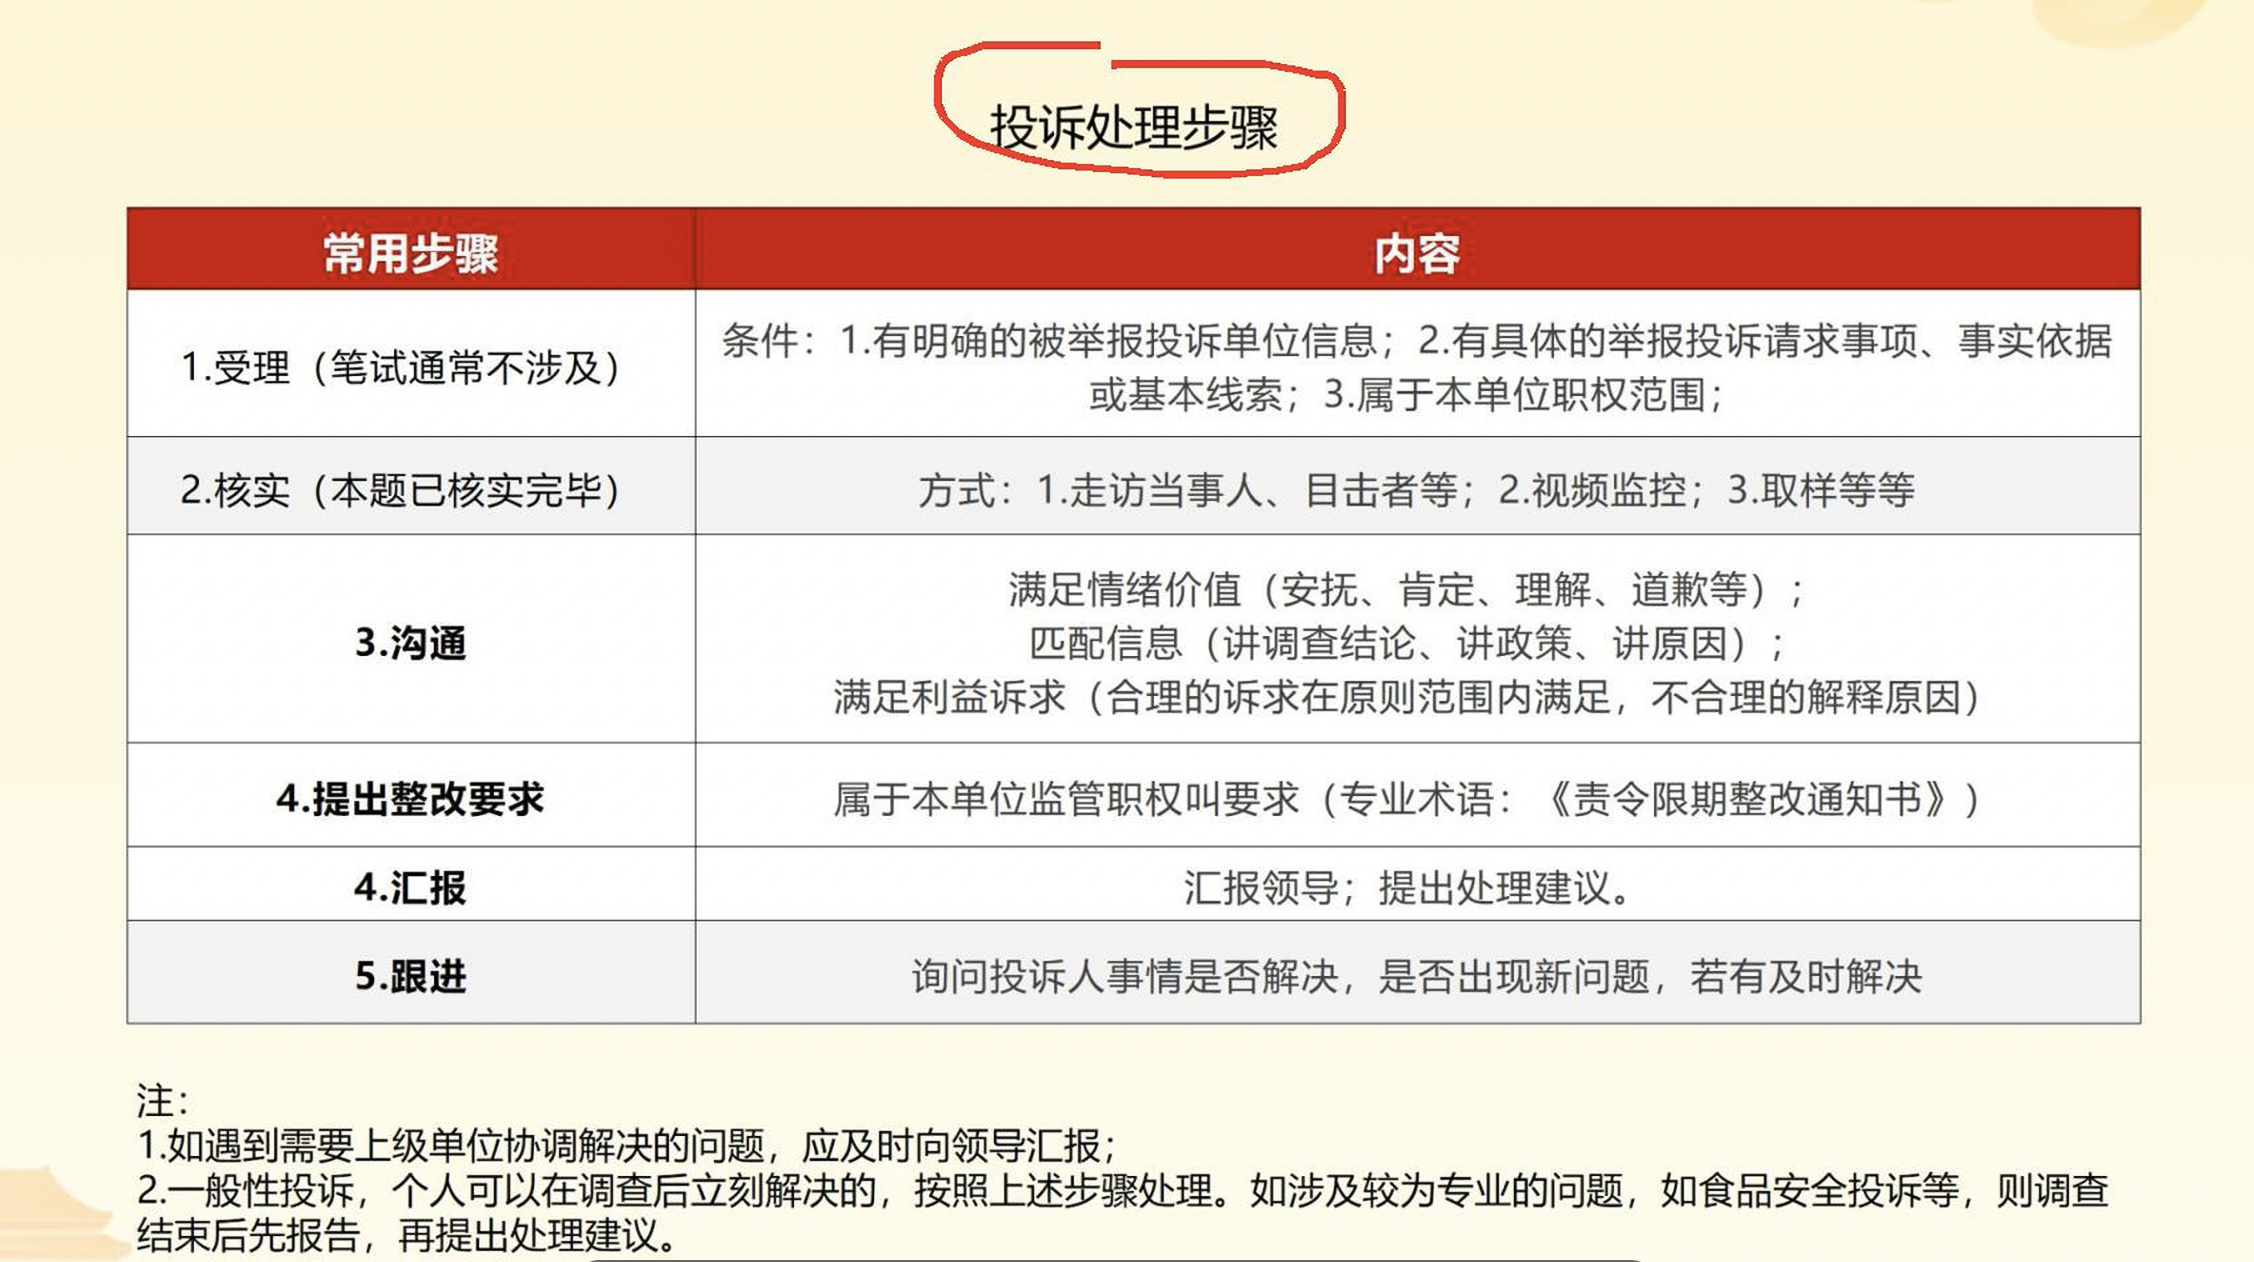 投诉处理步骤
常用步骤
内容
1.受理（笔试通常不涉及）
条件：1.有明确的被举报投诉单位信息；2.有具体的举报投诉请求事项、事实依据
或基本线索；3.属于本单位职权范围；
2.核实（本题已核实完毕）
方式：1.走访当事人、目击者等；2.视频监控；3.取样等等
3.沟通
满足情绪价值（安抚、肯定、理解、道歉等）；
匹配信息（讲调查结论、讲政策、讲原因）；
满足利益诉求（合理的诉求在原则范围内满足，不合理的解释原因）
4.提出整改要求
属于本单位监管职权叫要求（专业术语：《责令限期整改通知书》）
4.汇报
汇报领导；提出处理建议。
5.跟进
询问投诉人事情是否解决，是否出现新问题，若有及时解决
注：
1.如遇到需要上级单位协调解决的问题，应及时向领导汇报；
2.一般性投诉，个人可以在调查后立刻解决的，按照上述步骤处理。如涉及较为专业的问题，如食品安全投诉等，则调查
结束后先报告，再提出处理建议。